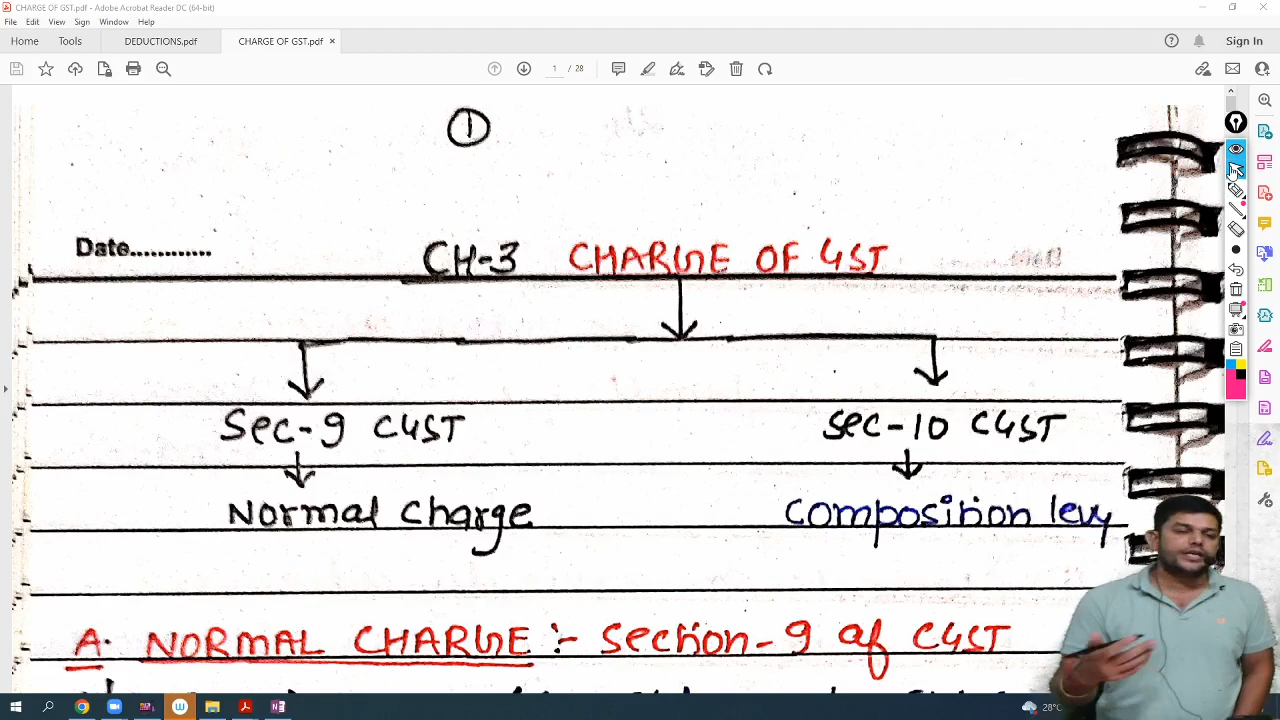 CHARGE OF GST.pdf - Adobe Acrobat Reader DC (64-bit)
File Edit View Sign Window Help
Home Tools DEDUCTIONS.pdf CHARGE OF GST.pdf × Sign In
1 / 28
1
Date............
CH-3 CHARGE OF GST
Sec-9 CGST
Sec-10 CGST
Normal Charge
Composition levy
A. NORMAL CHARGE :- Section-9 of CGST
28°C